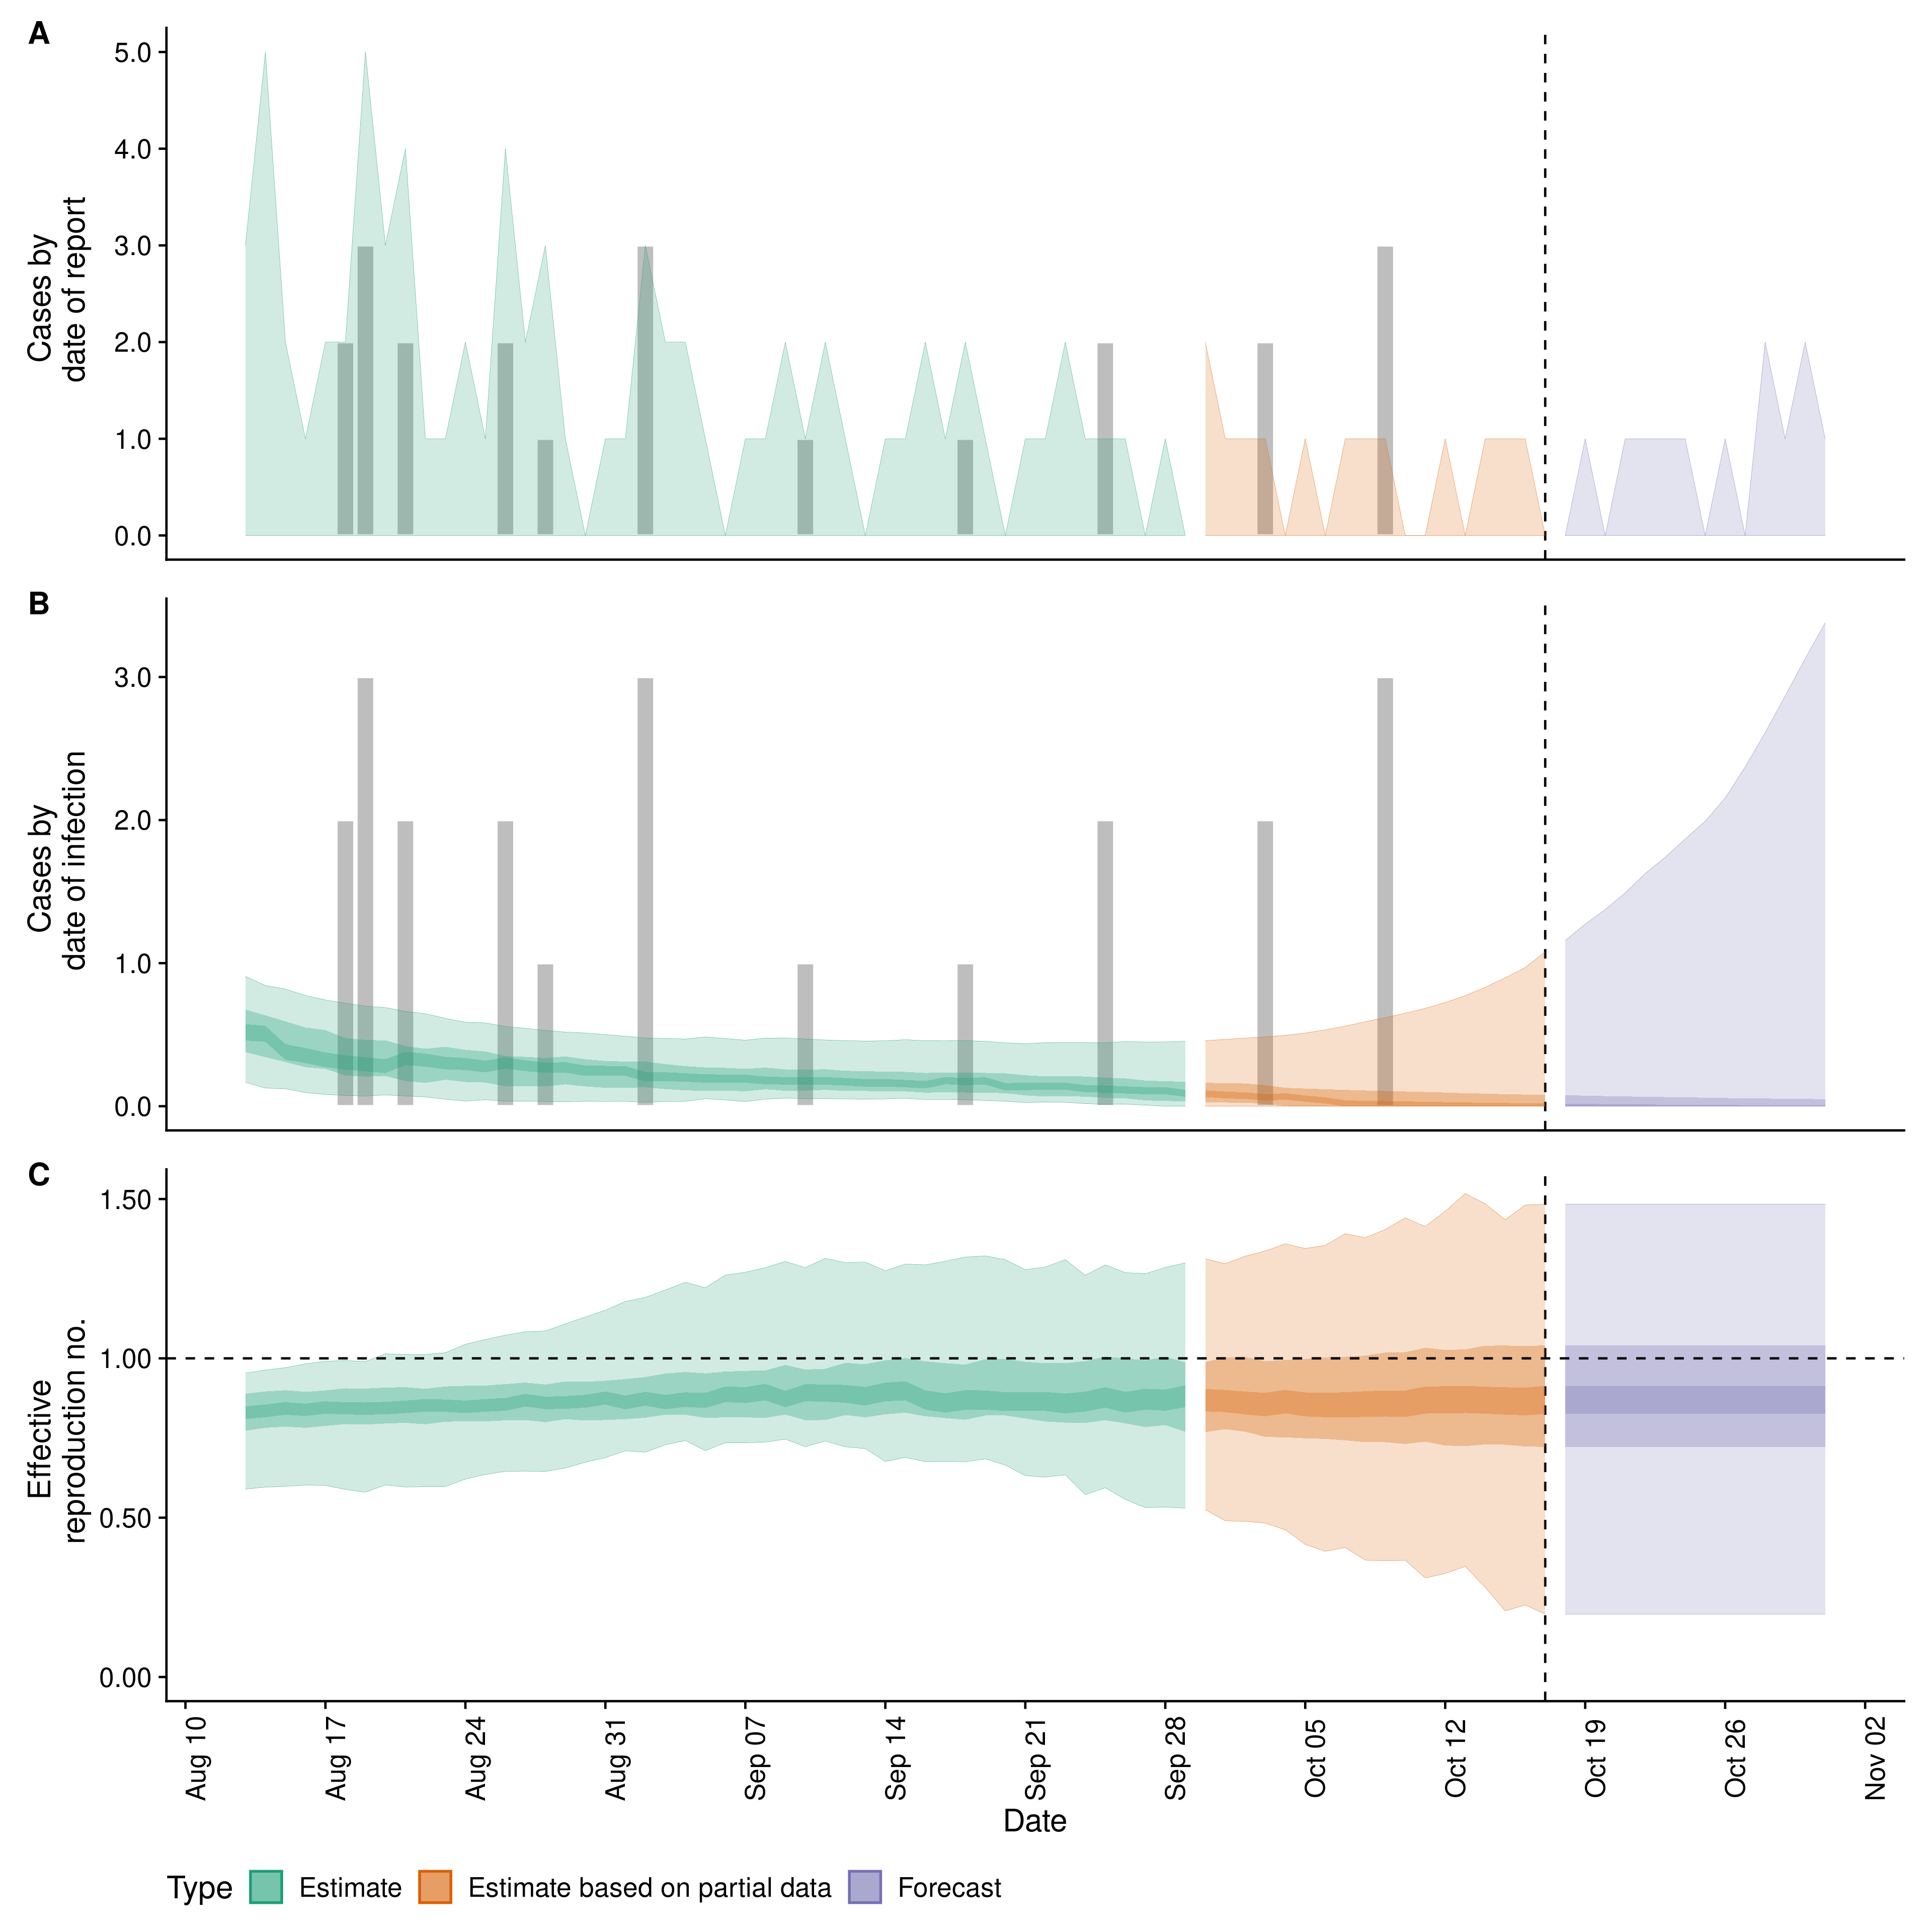 A
5.0
4.0
3.0
2.0
1.0
0.0
Cases by
date of report
B
3.0
2.0
1.0
0.0
Cases by
date of infection
C
1.50
1.00
0.50
0.00
Effective
reproduction no.
Aug 10
Aug 17
Aug 24
Aug 31
Sep 07
Sep 14
Sep 21
Sep 28
Oct 05
Oct 12
Oct 19
Oct 26
Nov 02
Date
Type Estimate Estimate based on partial data Forecast